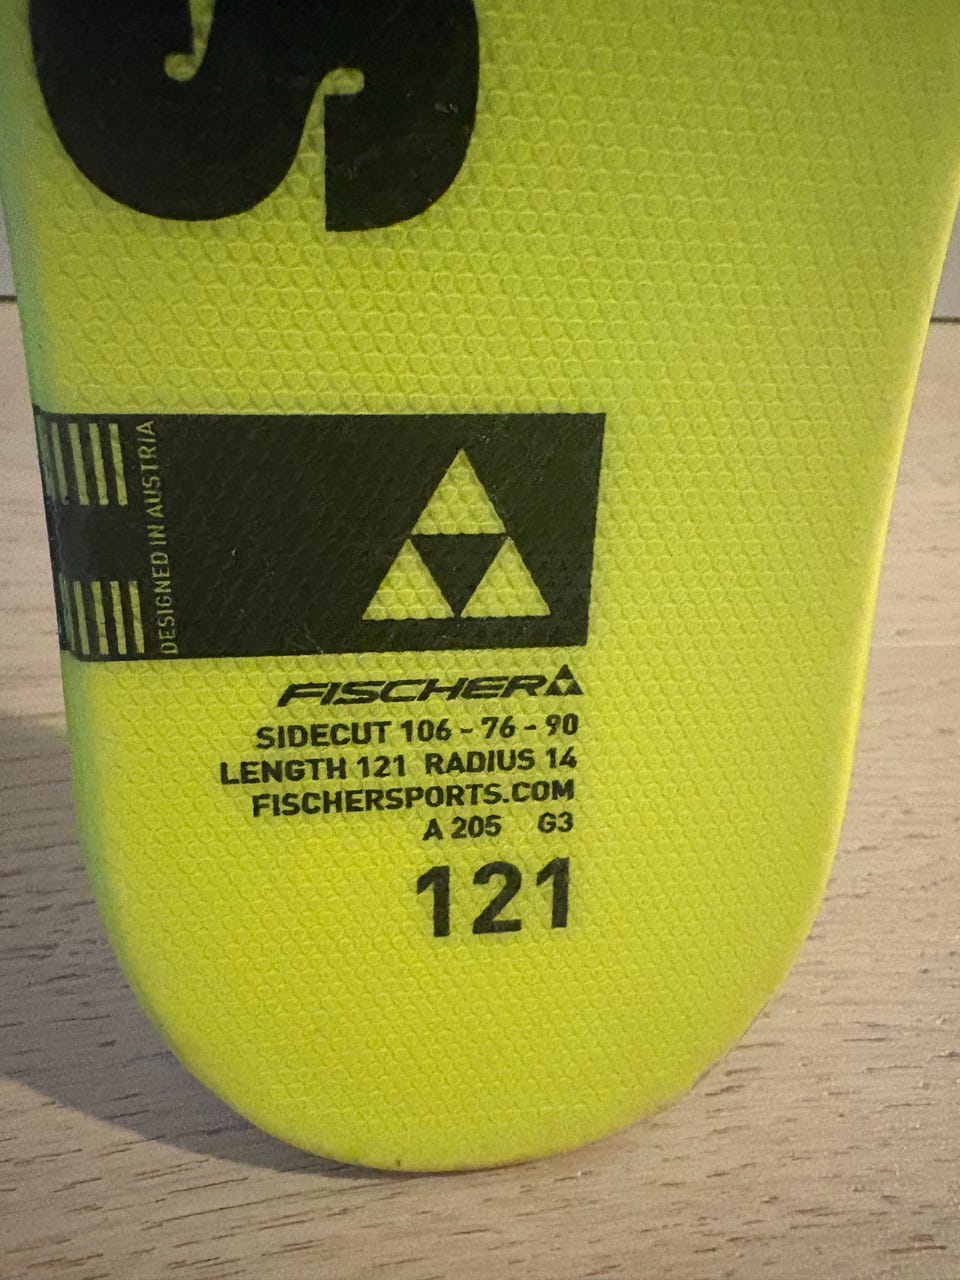 S
DESIGNED IN AUSTRIA
FISCHER
SIDECUT 106 - 76 - 90
LENGTH 121 RADIUS 14
FISCHERSPORTS.COM
A 205 G3
121